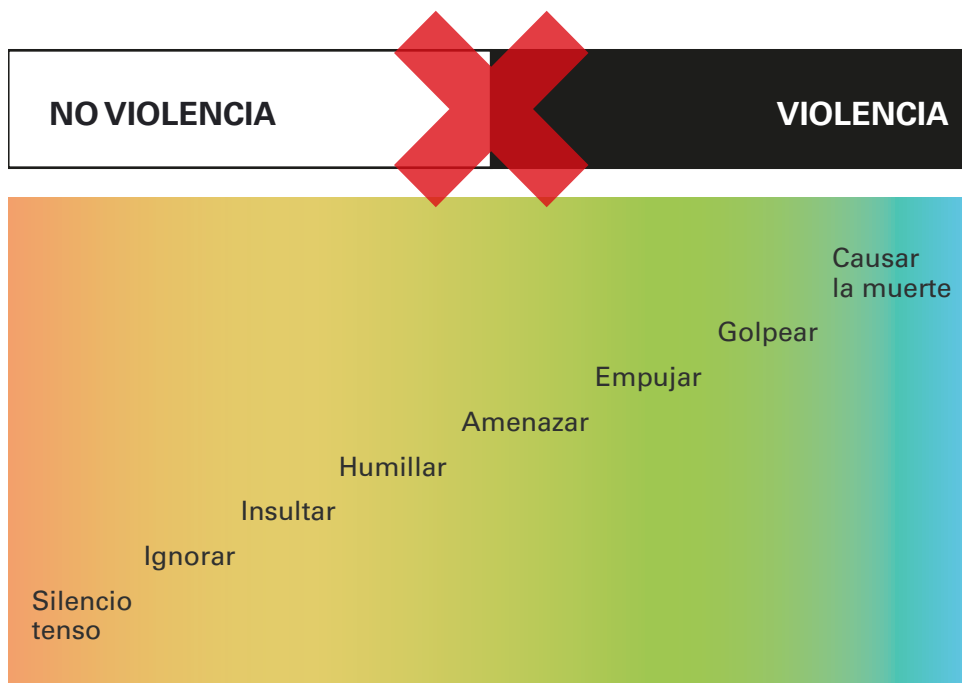 NO VIOLENCIA
VIOLENCIA
Causar
la muerte
Golpear
Empujar
Amenazar
Humillar
Insultar
Ignorar
Silencio
tenso